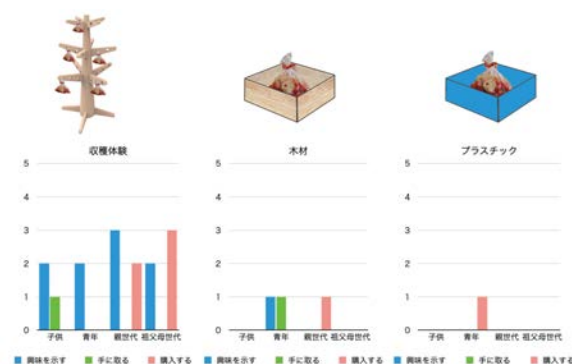 収穫体験
5
4
3
2
1
0
子供 青年 親世代 祖父母世代
興味を示す 手に取る 購入する
木材
5
4
3
2
1
0
子供 青年 親世代 祖父母世代
興味を示す 手に取る 購入する
プラスチック
5
4
3
2
1
0
子供 青年 親世代 祖父母世代
興味を示す 手に取る 購入する